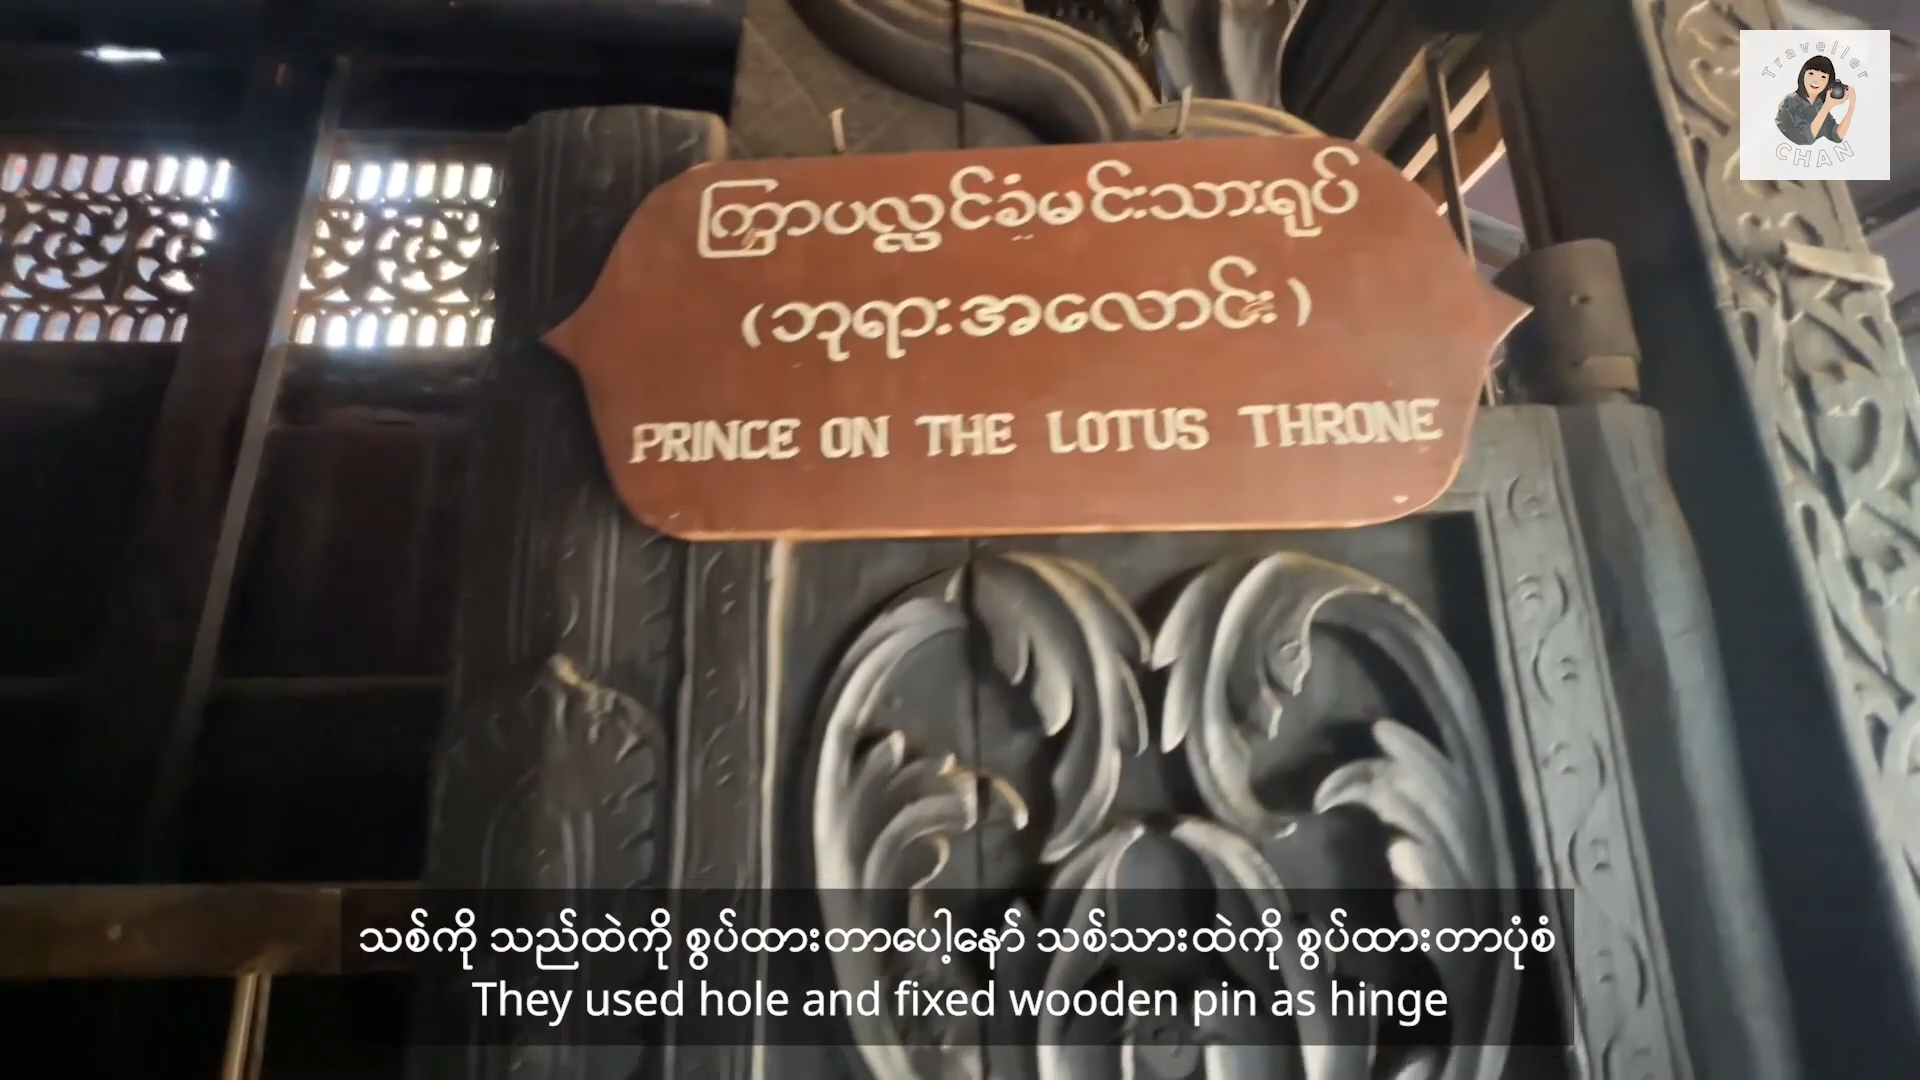 Traveller
CHAN
ကြာပလ္လင်ခံမင်းသားရုပ်
(ဘုရားအလောင်း)
PRINCE ON THE LOTUS THRONE
သစ်ကို သည်ထဲကို စွပ်ထားတာပေါ့နော် သစ်သားထဲကို စွပ်ထားတာပုံစံ
They used hole and fixed wooden pin as hinge